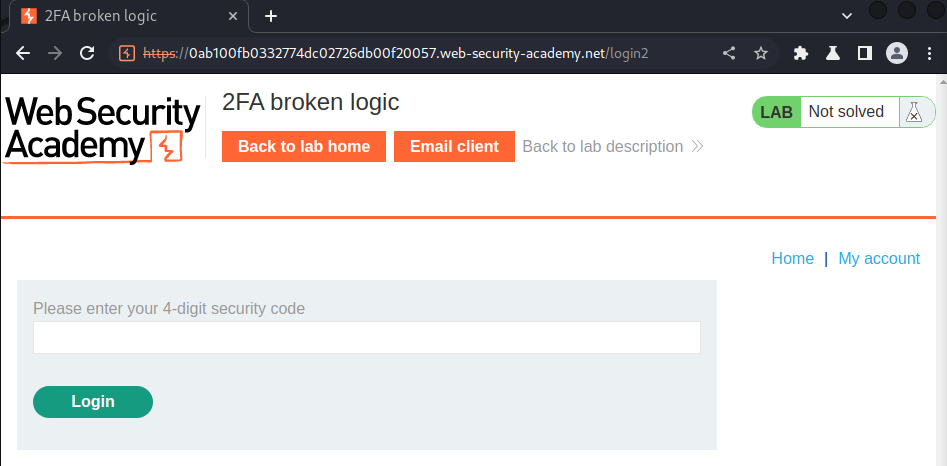 2FA broken logic
https://0ab100fb0332774dc02726db00f20057.web-security-academy.net/login2
Web Security
Academy
2FA broken logic
Back to lab home
Email client
Back to lab description
LAB
Not solved
Home | My account
Please enter your 4-digit security code
Login